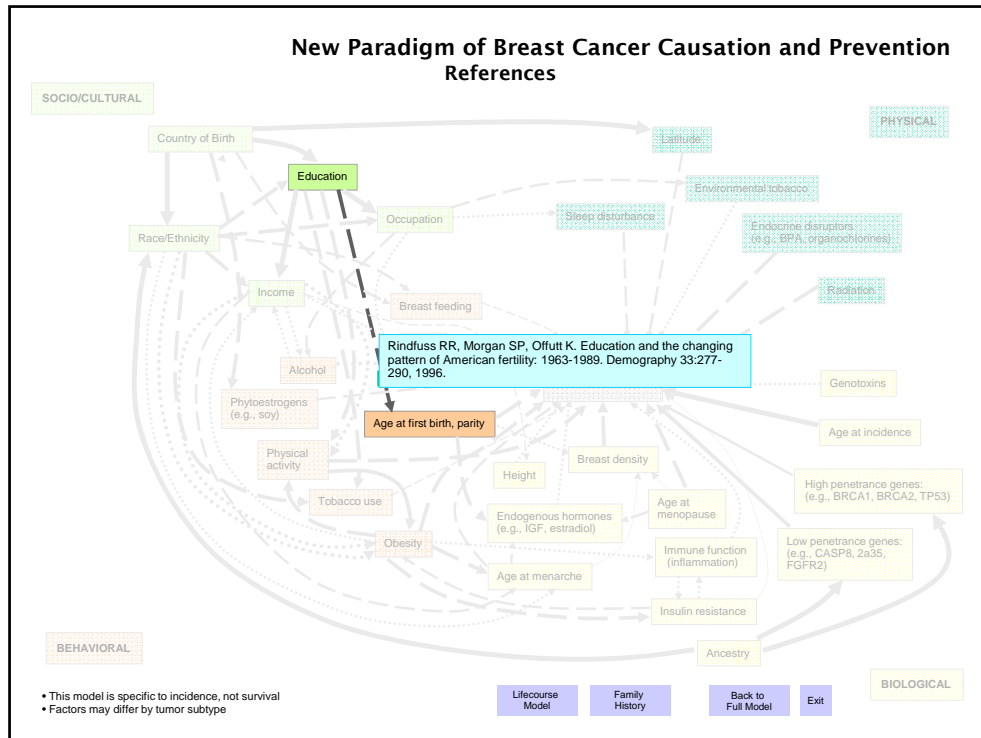 New Paradigm of Breast Cancer Causation and Prevention
References
SOCIO/CULTURAL
PHYSICAL
Country of Birth
Latitude
Education
Environmental tobacco
Occupation
Sleep disturbance
Race/Ethnicity
Endocrine disruptors
(e.g., BPA, organochlorines)
Income
Radiation
Breast feeding
Rindfuss RR, Morgan SP, Offutt K. Education and the changing
pattern of American fertility: 1963-1989. Demography 33:277-
290, 1996.
Alcohol
Genotoxins
Phytoestrogens
(e.g., soy)
Age at first birth, parity
Age at incidence
Physical
activity
Breast density
Height
High penetrance genes:
(e.g., BRCA1, BRCA2, TP53)
Tobacco use
Age at
menopause
Endogenous hormones
(e.g., IGF, estradiol)
Obesity
Immune function
(inflammation)
Low penetrance genes:
(e.g., CASP8, 2a35,
FGFR2)
Age at menarche
Insulin resistance
Ancestry
BEHAVIORAL
BIOLOGICAL
• This model is specific to incidence, not survival
• Factors may differ by tumor subtype
Lifecourse
Model
Family
History
Back to
Full Model
Exit